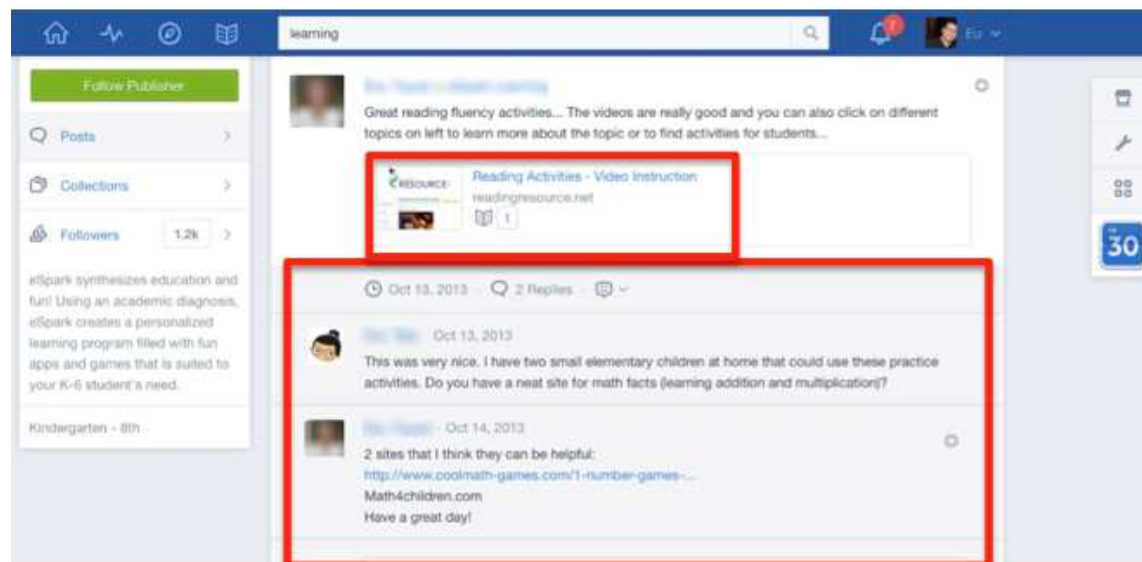 learning
7
Eu
Follow Publisher
Posts
Collections
Followers
1.2k
eSpark synthesizes education and
fun! Using an academic diagnosis,
eSpark creates a personalized
learning program filled with fun
apps and games that is suited to
your K-6 student's need.
Kindergarten - 8th
Great reading fluency activities... The videos are really good and you can also click on different
topics on left to learn more about the topic or to find activities for students...
RESOURCE
Reading Activities - Video Instruction
readingresource.net
1
Oct 13, 2013
2 Replies
Oct 13, 2013
This was very nice. I have two small elementary children at home that could use these practice
activities. Do you have a neat site for math facts (learning addition and multiplication)?
- Oct 14, 2013
2 sites that I think they can be helpful:
http://www.coolmath-games.com/1-number-games-...
Math4children.com
Have a great day!
30